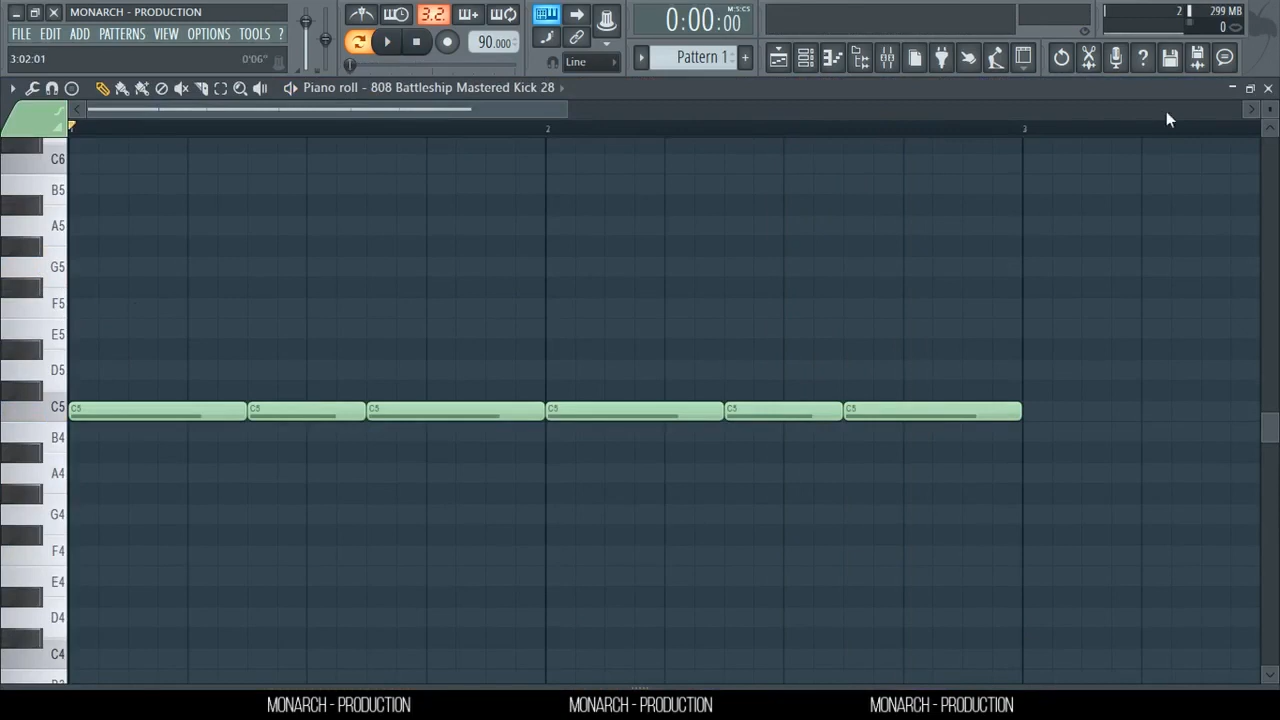 MONARCH - PRODUCTION
FILE EDIT ADD PATTERNS VIEW OPTIONS TOOLS ?
3:02:01 0'06"
3.2.
90.000
Line
M:S:CS
0:00:00
Pattern 1
+
2 299 MB
0
?
Piano roll - 808 Battleship Mastered Kick 28
2 3
C6
B5
A5
G5
F5
E5
D5
C5 C5 C5 C5 C5 C5 C5
B4
A4
G4
F4
E4
D4
C4
MONARCH - PRODUCTION MONARCH - PRODUCTION MONARCH - PRODUCTION